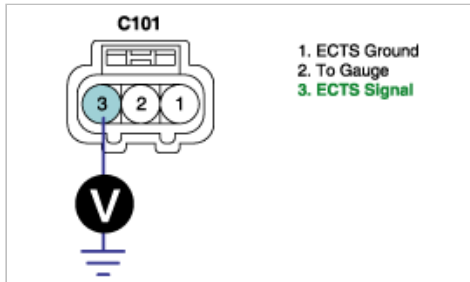 C101
1. ECTS Ground
2. To Gauge
3. ECTS Signal
3 2 1
V